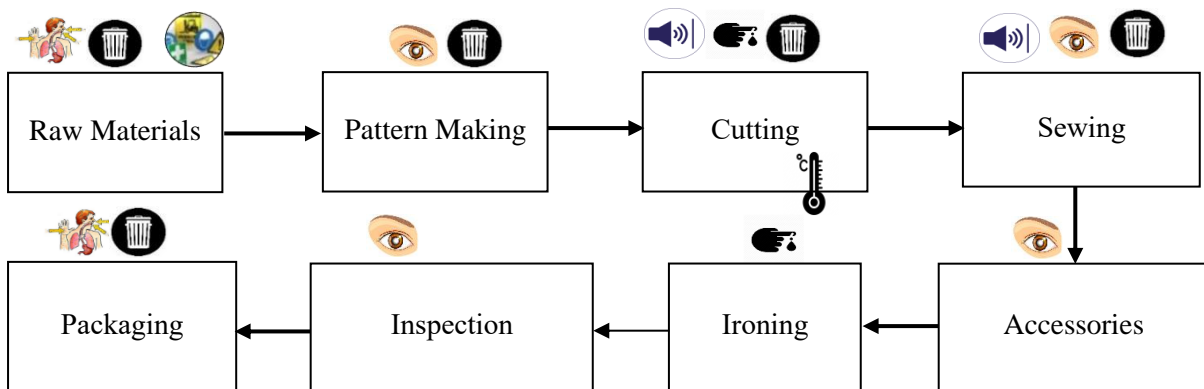 Raw Materials
Pattern Making
Cutting
Sewing
°C
Packaging
Inspection
Ironing
Accessories